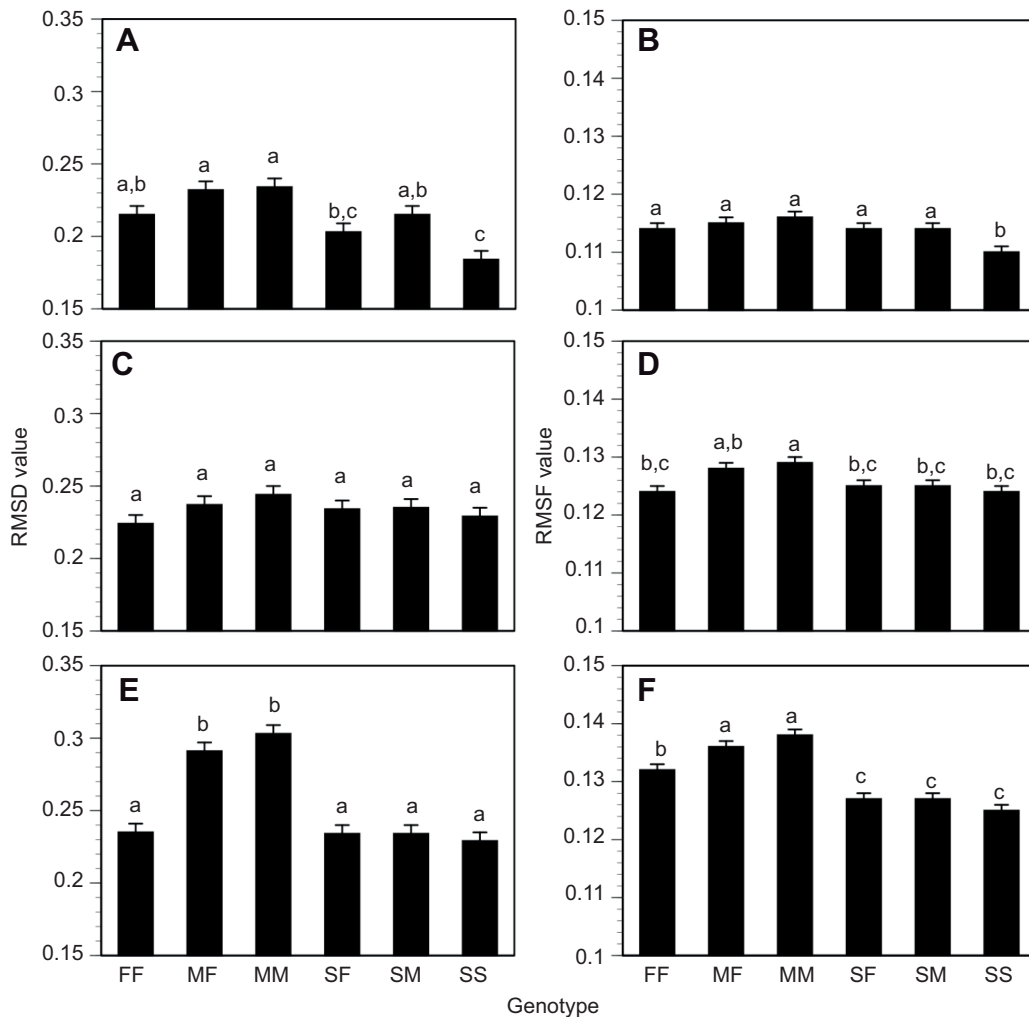 A
0.35
0.3
0.25
0.2
0.15
a,b
a
a
b,c
a,b
c
B
0.15
0.14
0.13
0.12
0.11
0.1
a
a
a
a
a
b
C
0.35
0.3
0.25
0.2
0.15
a
a
a
a
a
a
RMSD value
D
0.15
0.14
0.13
0.12
0.11
0.1
b,c
a,b
a
b,c
b,c
b,c
RMSF value
E
0.35
0.3
0.25
0.2
0.15
a
b
b
a
a
a
FF MF MM SF SM SS
F
0.15
0.14
0.13
0.12
0.11
0.1
b
a
a
c
c
c
FF MF MM SF SM SS
Genotype